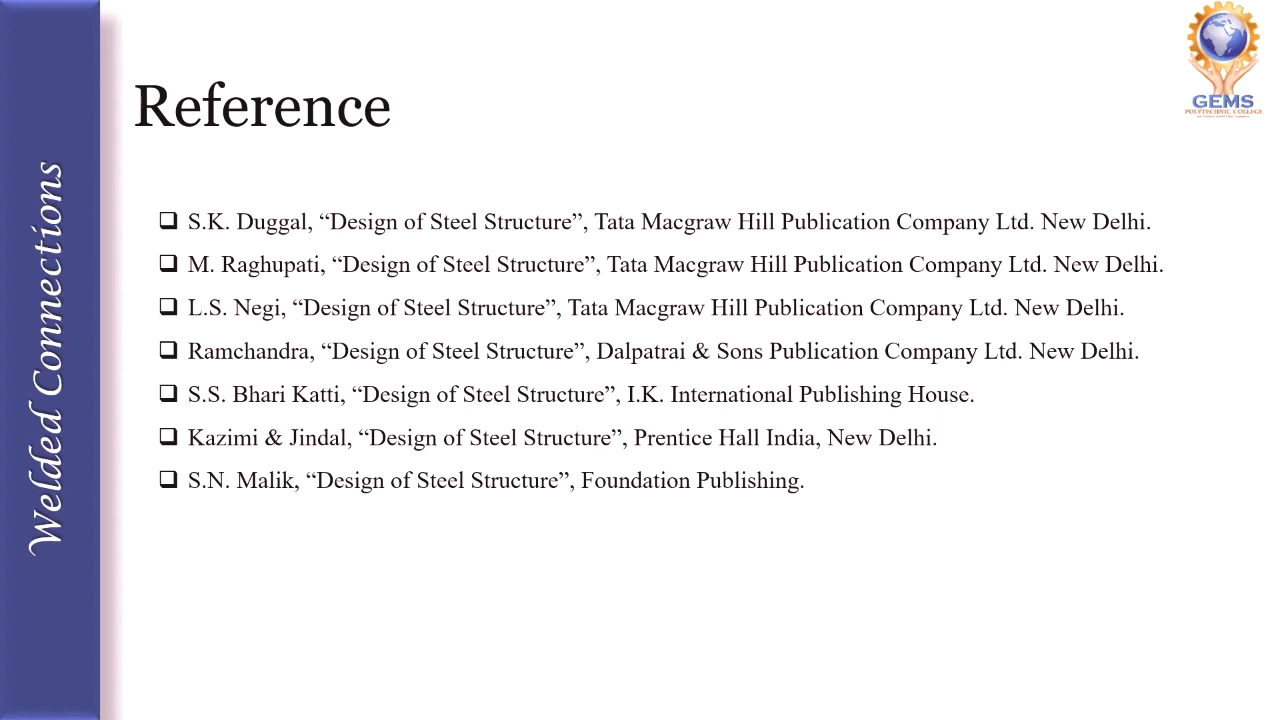 Reference
GEMS
POLYTECHNIC COLLEGE
Welded Connections
❑ S.K. Duggal, “Design of Steel Structure”, Tata Macgraw Hill Publication Company Ltd. New Delhi.
❑ M. Raghupati, “Design of Steel Structure”, Tata Macgraw Hill Publication Company Ltd. New Delhi.
❑ L.S. Negi, “Design of Steel Structure”, Tata Macgraw Hill Publication Company Ltd. New Delhi.
❑ Ramchandra, “Design of Steel Structure”, Dalpatrai & Sons Publication Company Ltd. New Delhi.
❑ S.S. Bhari Katti, “Design of Steel Structure”, I.K. International Publishing House.
❑ Kazimi & Jindal, “Design of Steel Structure”, Prentice Hall India, New Delhi.
❑ S.N. Malik, “Design of Steel Structure”, Foundation Publishing.